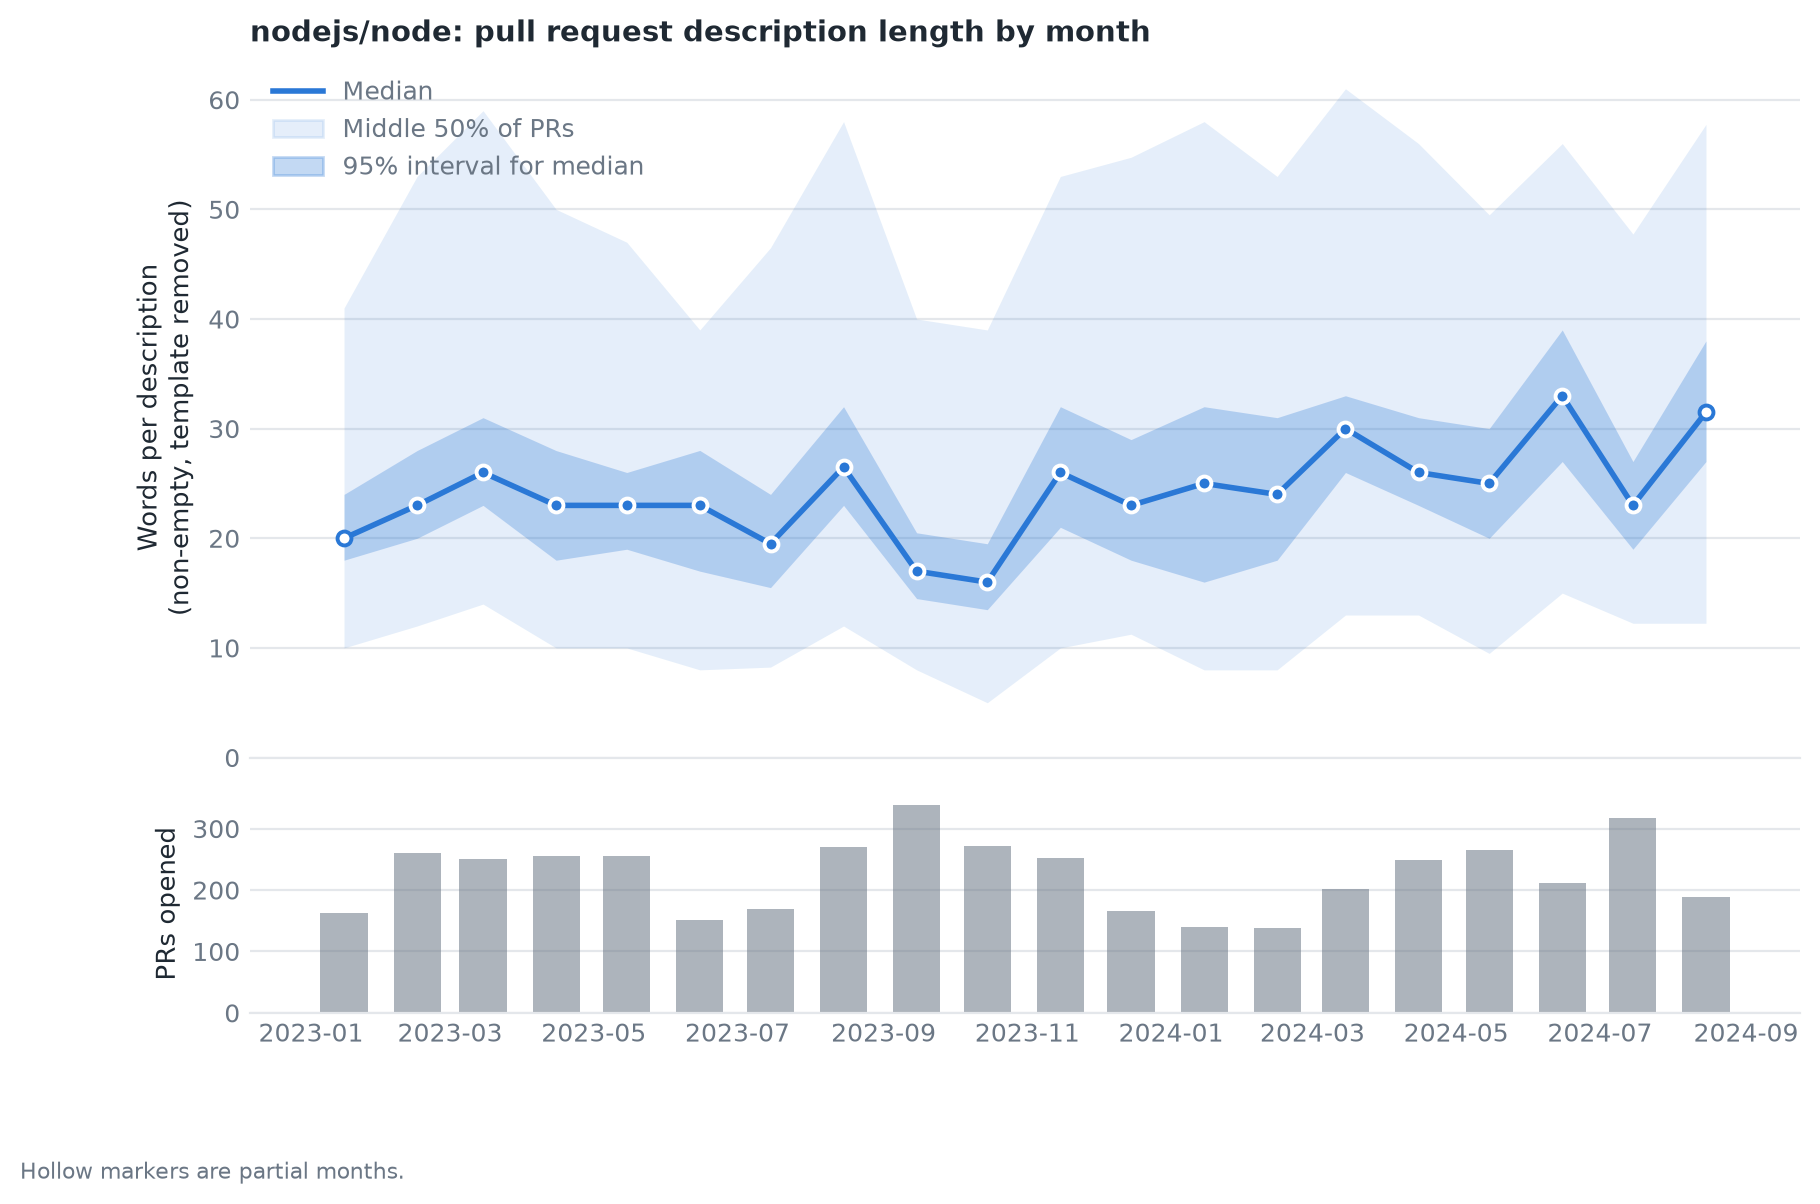 nodejs/node: pull request description length by month
Median
Middle 50% of PRs
95% interval for median
Words per description
(non-empty, template removed)
60
50
40
30
20
10
0
PRs opened
300
200
100
0
2023-01 2023-03 2023-05 2023-07 2023-09 2023-11 2024-01 2024-03 2024-05 2024-07 2024-09
Hollow markers are partial months.